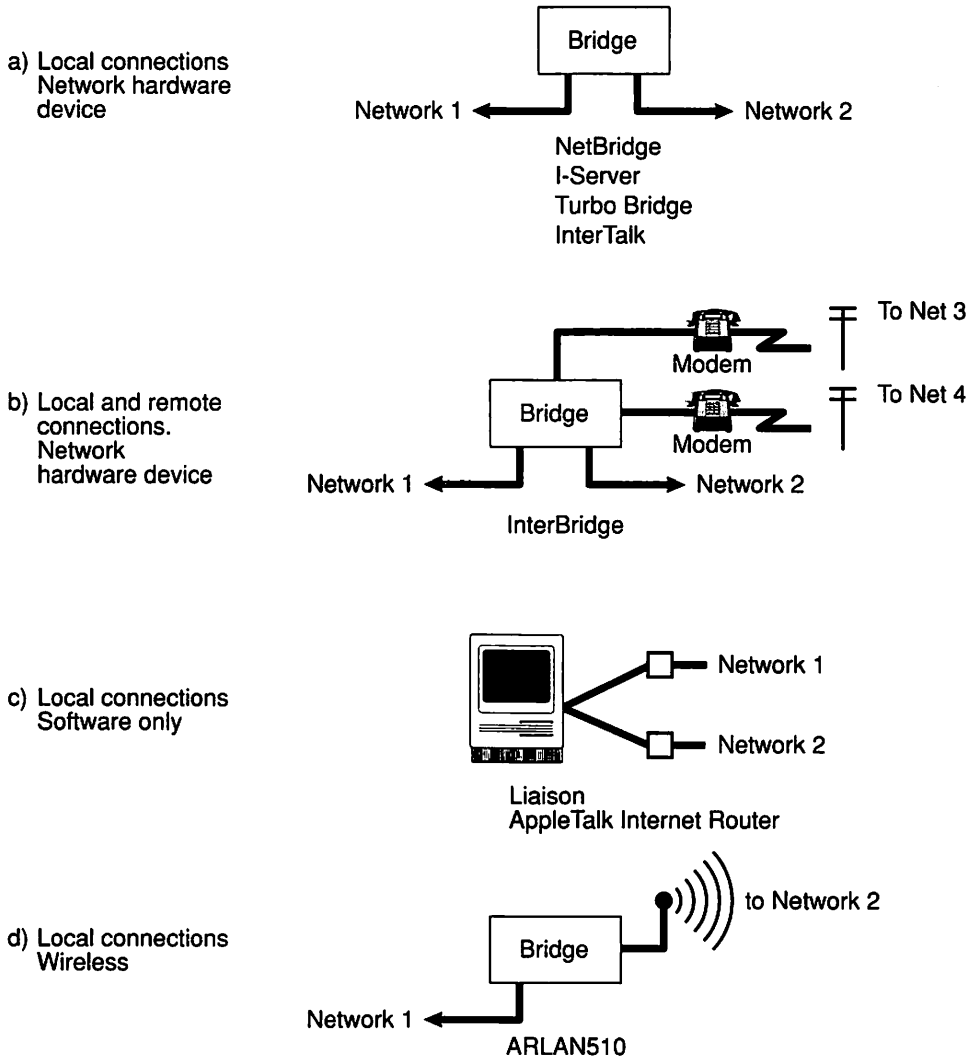 a) Local connections
Network hardware
device
Bridge
Network 1
Network 2
NetBridge
I-Server
Turbo Bridge
InterTalk
b) Local and remote
connections.
Network
hardware device
Bridge
Modem
To Net 3
Modem
To Net 4
Network 1
Network 2
InterBridge
c) Local connections
Software only
Network 1
Network 2
Liaison
AppleTalk Internet Router
d) Local connections
Wireless
Bridge
to Network 2
Network 1
ARLAN510